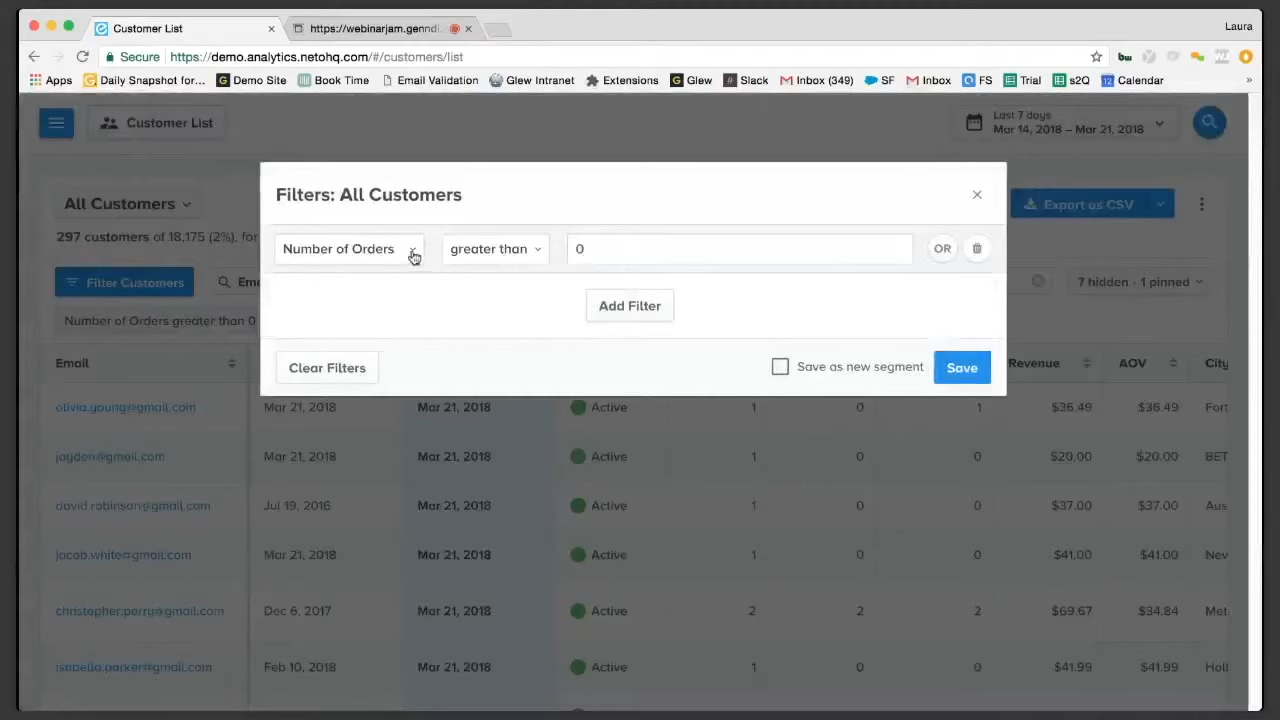 Customer List
https://webinarjam.genndi.
Laura
Secure
https://demo.analytics.netohq.com/#/customers/list
Apps
Daily Snapshot for...
Demo Site
Book Time
Email Validation
Glew Intranet
Extensions
Glew
Slack
Inbox (349)
SF
Inbox
FS
Trial
s2Q
Calendar
Customer List
Last 7 days
Mar 14, 2018 – Mar 21, 2018
All Customers
297 customers of 18,175 (2%), fo
Export as CSV
Filter Customers
Ema
7 hidden · 1 pinned
Number of Orders greater than 0
Filters: All Customers
Number of Orders
greater than
0
OR
Add Filter
Clear Filters
Save as new segment
Save
Email
Revenue
AOV
City
olivia.young@gmail.com Mar 21, 2018 Mar 21, 2018 Active 1 0 1 $36.49 $36.49 Fort
jayden@gmail.com Mar 21, 2018 Mar 21, 2018 Active 1 0 0 $20.00 $20.00 BET
david.robinson@gmail.com Jul 19, 2016 Mar 21, 2018 Active 1 0 0 $37.00 $37.00 Aus
jacob.white@gmail.com Mar 21, 2018 Mar 21, 2018 Active 1 0 0 $41.00 $41.00 New
christopher.perry@gmail.com Dec 6, 2017 Mar 21, 2018 Active 2 2 2 $69.67 $34.84 Met
isabella.parker@gmail.com Feb 10, 2018 Mar 21, 2018 Active 1 0 0 $41.99 $41.99 Holl